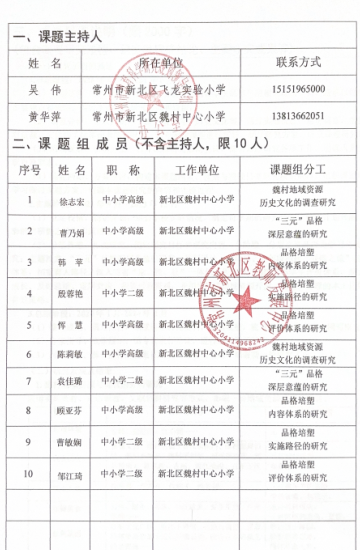 一、课题主持人
姓 名 所在单位 联系方式
吴 伟 常州市新北区飞龙实验小学 15151965000
黄华萍 常州市新北区魏村中心小学 13813662051
二、课 题 组 成 员（不含主持人，限10人）
序号 姓 名 职 称 工作单位 课题组分工
1 徐志宏 中小学高级 新北区魏村中心小学 魏村地域资源
历史文化的调查研究
2 曹乃娟 中小学高级 新北区魏村中心小学 “三元”品格
深层意蕴的研究
3 韩 苹 中小学高级 新北区魏村中心小学 品格培塑
内容体系的研究
4 殷蓉艳 中小学二级 新北区魏村中心小学 品格培塑
实施路径的研究
5 恽 慧 中小学高级 新北区魏村中心小学 品格培塑
评价体系的研究
6 陈莉敏 中小学高级 新北区魏村中心小学 魏村地域资源
历史文化的调查研究
7 袁佳璐 中小学二级 新北区魏村中心小学 “三元”品格
深层意蕴的研究
8 顾亚芬 中小学高级 新北区魏村中心小学 品格培塑
内容体系的研究
9 曹敏娴 中小学二级 新北区魏村中心小学 品格培塑
实施路径的研究
10 邹江琦 中小学二级 新北区魏村中心小学 品格培塑
评价体系的研究
常州市新北区教师发展中心